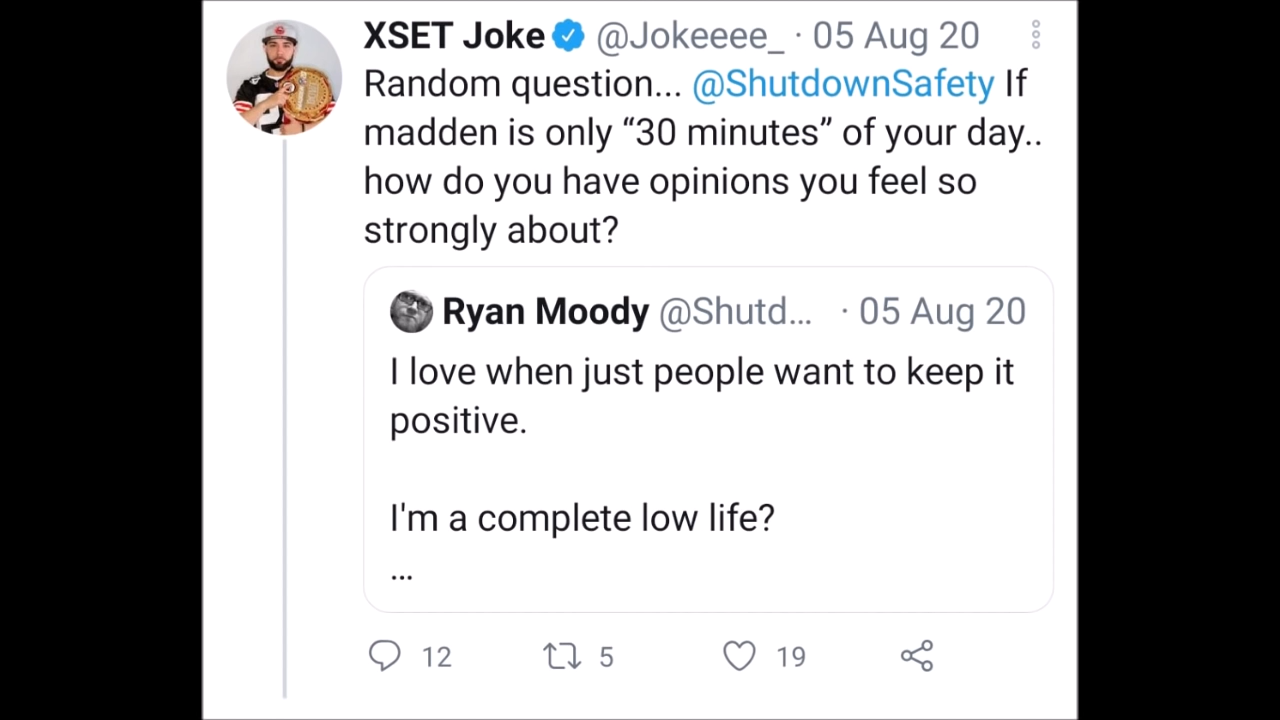 XSET Joke @Jokeeee_ · 05 Aug 20
Random question... @ShutdownSafety If
madden is only “30 minutes” of your day..
how do you have opinions you feel so
strongly about?
Ryan Moody @Shutd... · 05 Aug 20
I love when just people want to keep it
positive.
I'm a complete low life?
...
12 5 19